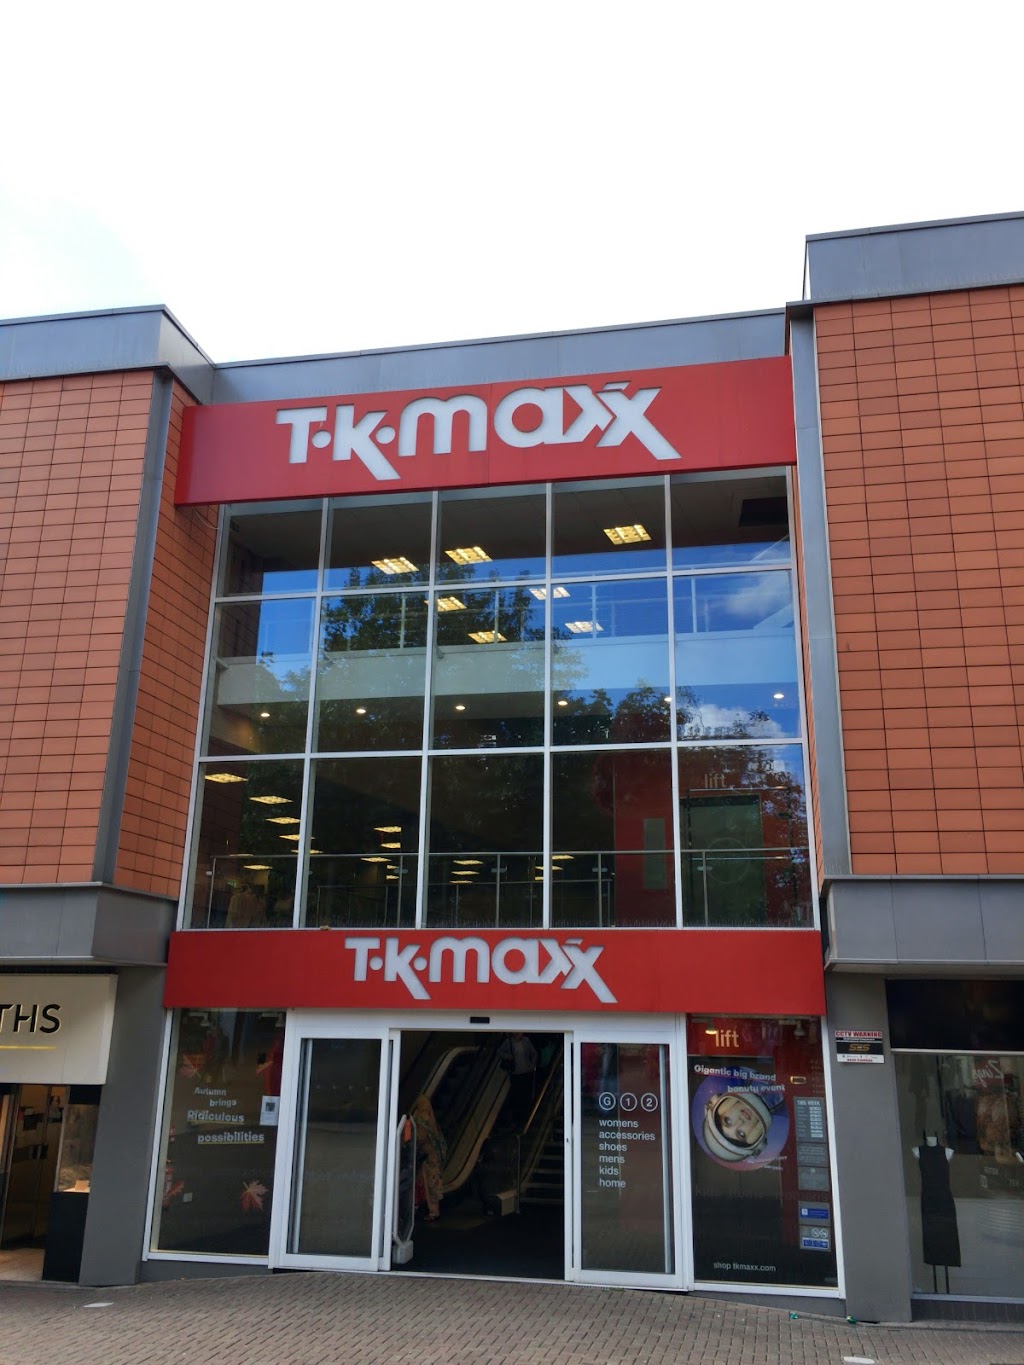 T·K·maxx
lift
T·K·maxx
THS
lift
CCTV WARNING
Autumn
brings
Ridiculous
possibilities
G 1 2
womens
accessories
shoes
mens
kids
home
Gigantic big brand
beauty event
shop tkmaxx.com